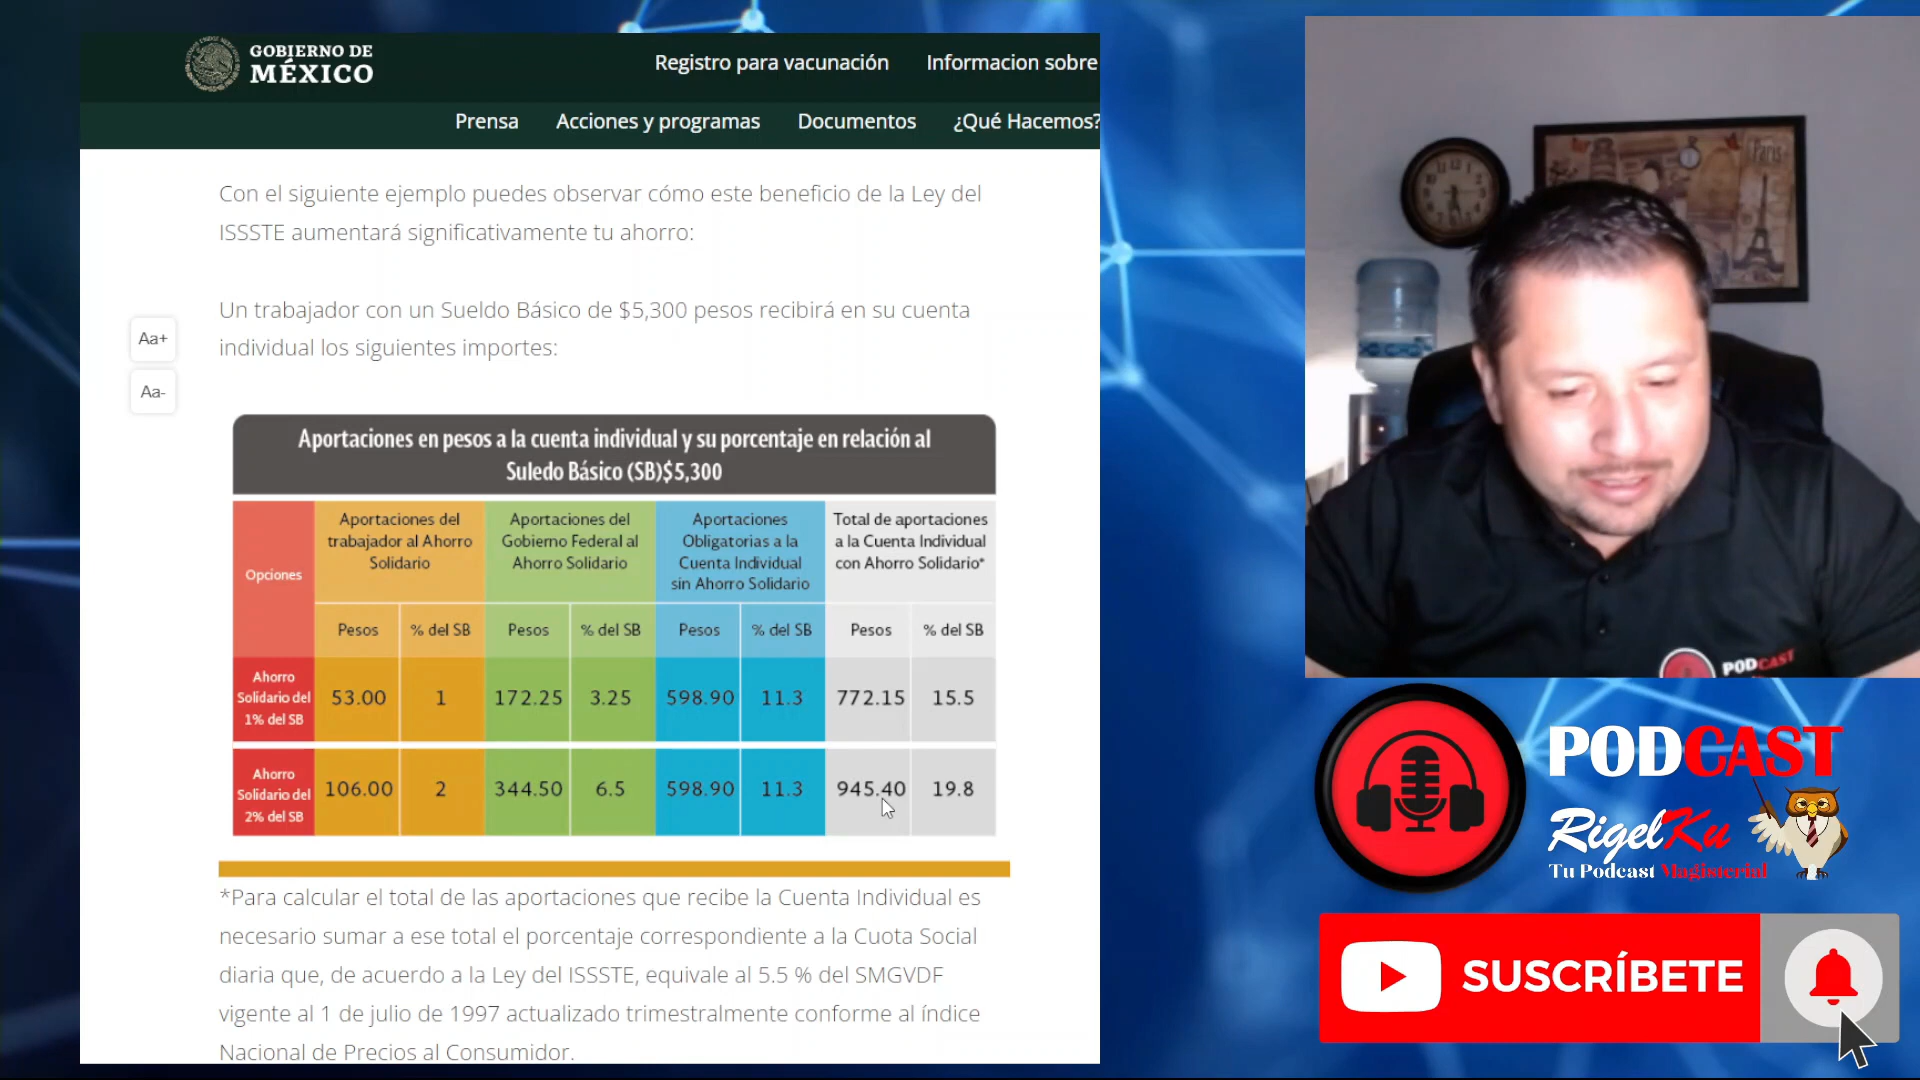 GOBIERNO DE
MÉXICO
Registro para vacunación Informacion sobre
Prensa Acciones y programas Documentos ¿Qué Hacemos?
Con el siguiente ejemplo puedes observar cómo este beneficio de la Ley del
ISSSTE aumentará significativamente tu ahorro:
Un trabajador con un Sueldo Básico de $5,300 pesos recibirá en su cuenta
individual los siguientes importes:
Aa+
Aa-
Aportaciones en pesos a la cuenta individual y su porcentaje en relación al
Suledo Básico (SB)$5,300
Opciones
Aportaciones del
trabajador al Ahorro
Solidario
Aportaciones del
Gobierno Federal al
Ahorro Solidario
Aportaciones
Obligatorias a la
Cuenta Individual
sin Ahorro Solidario
Total de aportaciones
a la Cuenta Individual
con Ahorro Solidario*
Pesos % del SB Pesos % del SB Pesos % del SB Pesos % del SB
Ahorro
Solidario del
1% del SB
53.00 1 172.25 3.25 598.90 11.3 772.15 15.5
Ahorro
Solidario del
2% del SB
106.00 2 344.50 6.5 598.90 11.3 945.40 19.8
*Para calcular el total de las aportaciones que recibe la Cuenta Individual es
necesario sumar a ese total el porcentaje correspondiente a la Cuota Social
diaria que, de acuerdo a la Ley del ISSSTE, equivale al 5.5 % del SMGVDF
vigente al 1 de julio de 1997 actualizado trimestralmente conforme al índice
Nacional de Precios al Consumidor.
Paris
PODCAST
PODCAST
RigelKu
Tu Podcast Magisterial
SUSCRÍBETE